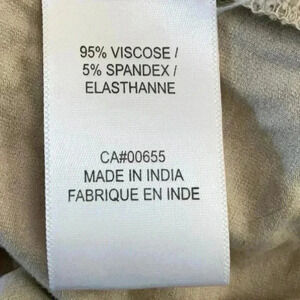 95% VISCOSE /
5% SPANDEX /
ELASTHANNE
CA#00655
MADE IN INDIA
FABRIQUE EN INDE